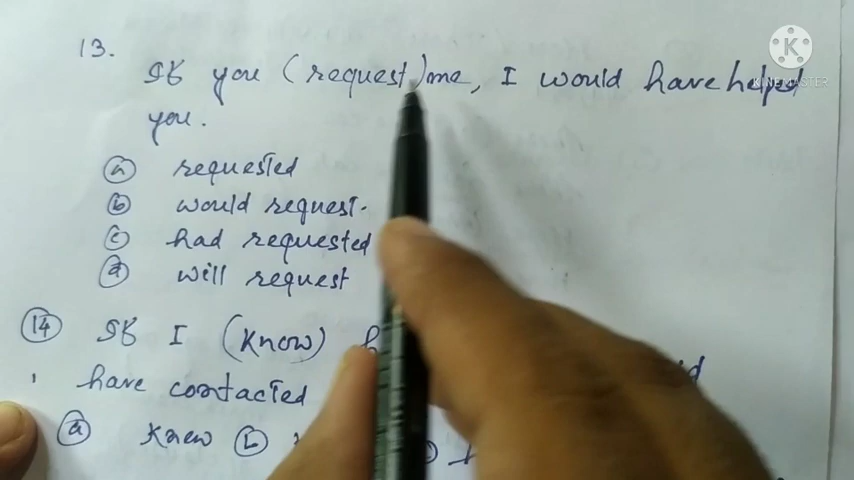 13.
If you (request) me, I would have helped
you.
K
KINEMASTER
(a) requested
(b) would request.
(c) had requested
(d) will request
(14) If I (know)
have contacted
(a) knew (b)